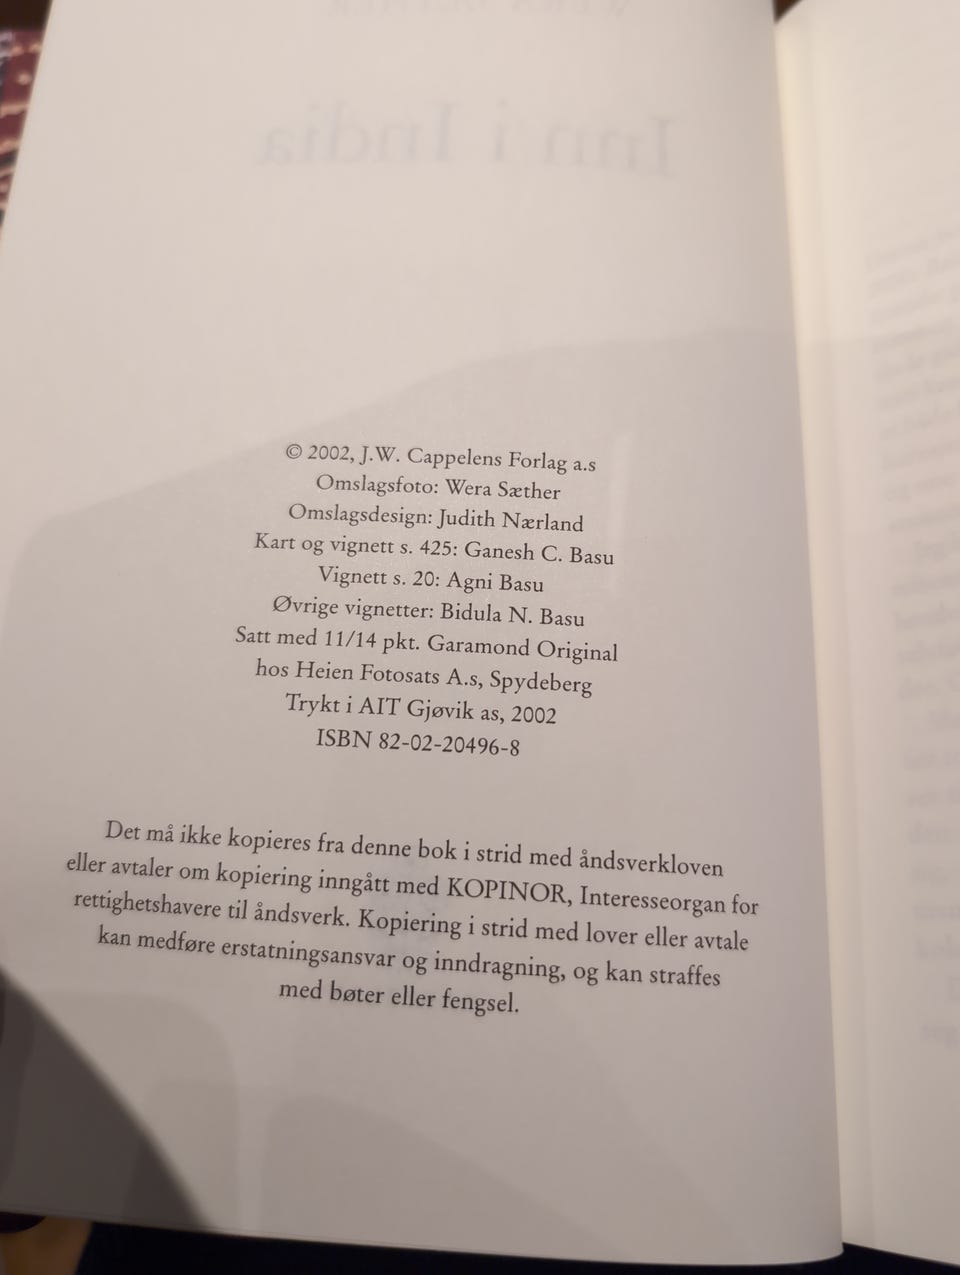 Inn i India
© 2002, J.W. Cappelens Forlag a.s
Omslagsfoto: Wera Sæther
Omslagsdesign: Judith Nærland
Kart og vignett s. 425: Ganesh C. Basu
Vignett s. 20: Agni Basu
Øvrige vignetter: Bidula N. Basu
Satt med 11/14 pkt. Garamond Original
hos Heien Fotosats A.s, Spydeberg
Trykt i AIT Gjøvik as, 2002
ISBN 82-02-20496-8
Det må ikke kopieres fra denne bok i strid med åndsverkloven
eller avtaler om kopiering inngått med KOPINOR, Interesseorgan for
rettighetshavere til åndsverk. Kopiering i strid med lover eller avtale
kan medføre erstatningsansvar og inndragning, og kan straffes
med bøter eller fengsel.